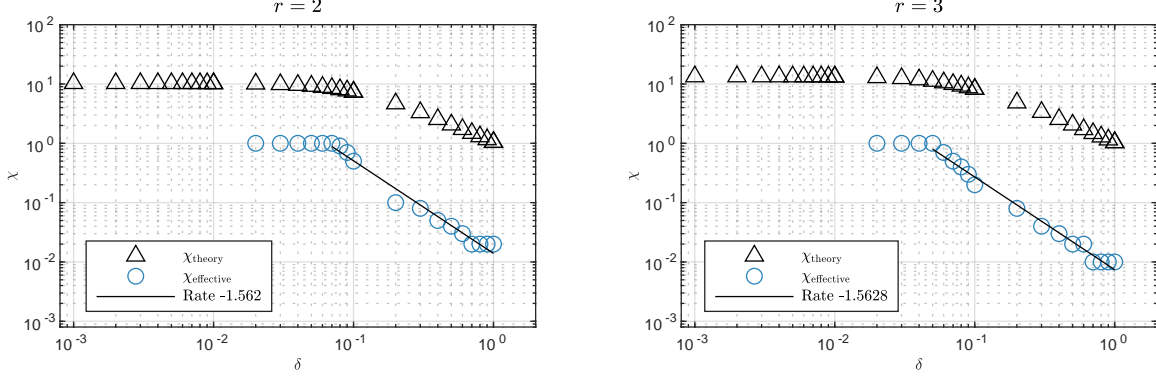 r = 2
10^2
10^1
10^0
10^-1
10^-2
10^-3
χ
χtheory
χeffective
Rate -1.562
10^-3
10^-2
10^-1
10^0
δ
r = 3
10^2
10^1
10^0
10^-1
10^-2
10^-3
χ
χtheory
χeffective
Rate -1.5628
10^-3
10^-2
10^-1
10^0
δ